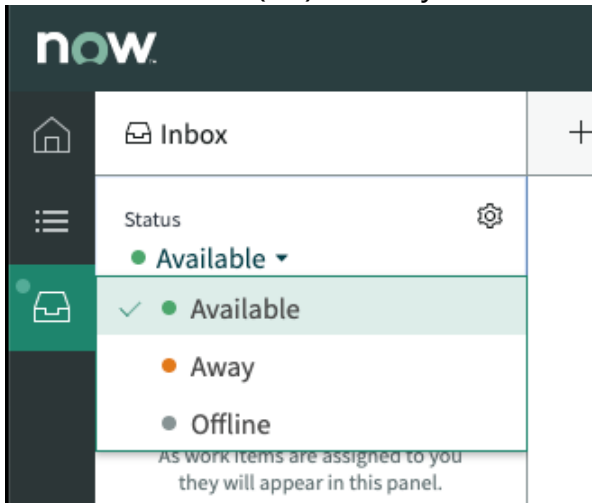 now.
Inbox
Status
Available
Available
Away
Offline
As work items are assigned to you
they will appear in this panel.